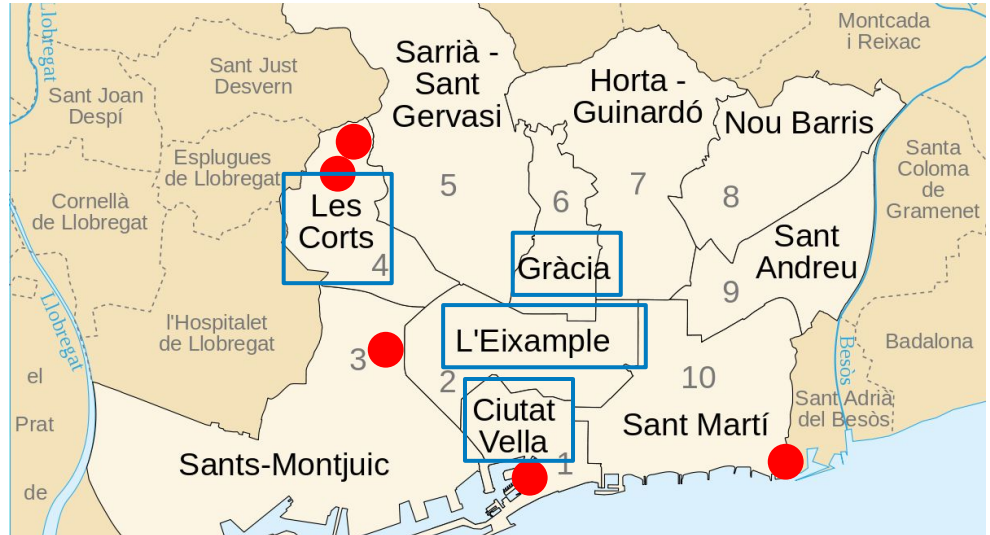 Llobregat
Montcada
i Reixac
Sarrià -
Sant
Gervasi
Horta -
Guinardó
Sant Just
Desvern
Sant Joan
Despí
Nou Barris
Esplugues
de Llobregat
Santa
Coloma
de
Gramenet
Cornellà
de Llobregat
5
6
7
8
Les
Corts
4
Gràcia
Sant
Andreu
9
Llobregat
l'Hospitalet
de Llobregat
3
L'Eixample
2
10
Besòs
Badalona
el
Prat
de
Ciutat
Vella
1
Sant Martí
Sant Adrià
del Besòs
Sants-Montjuic